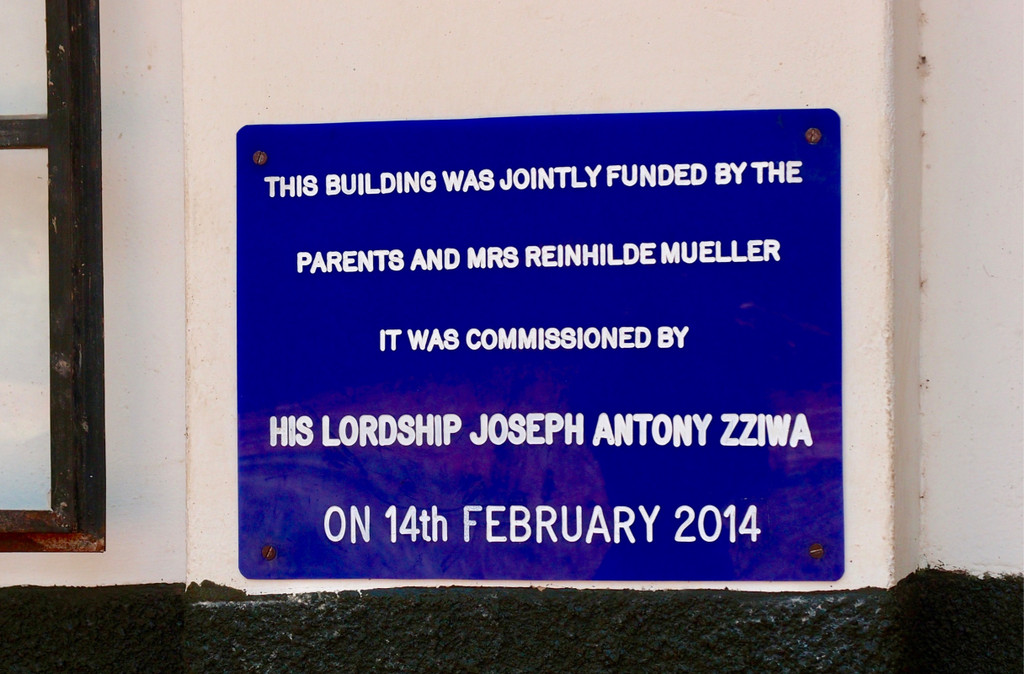 THIS BUILDING WAS JOINTLY FUNDED BY THE
PARENTS AND MRS REINHILDE MUELLER
IT WAS COMMISSIONED BY
HIS LORDSHIP JOSEPH ANTONY ZZIWA
ON 14th FEBRUARY 2014